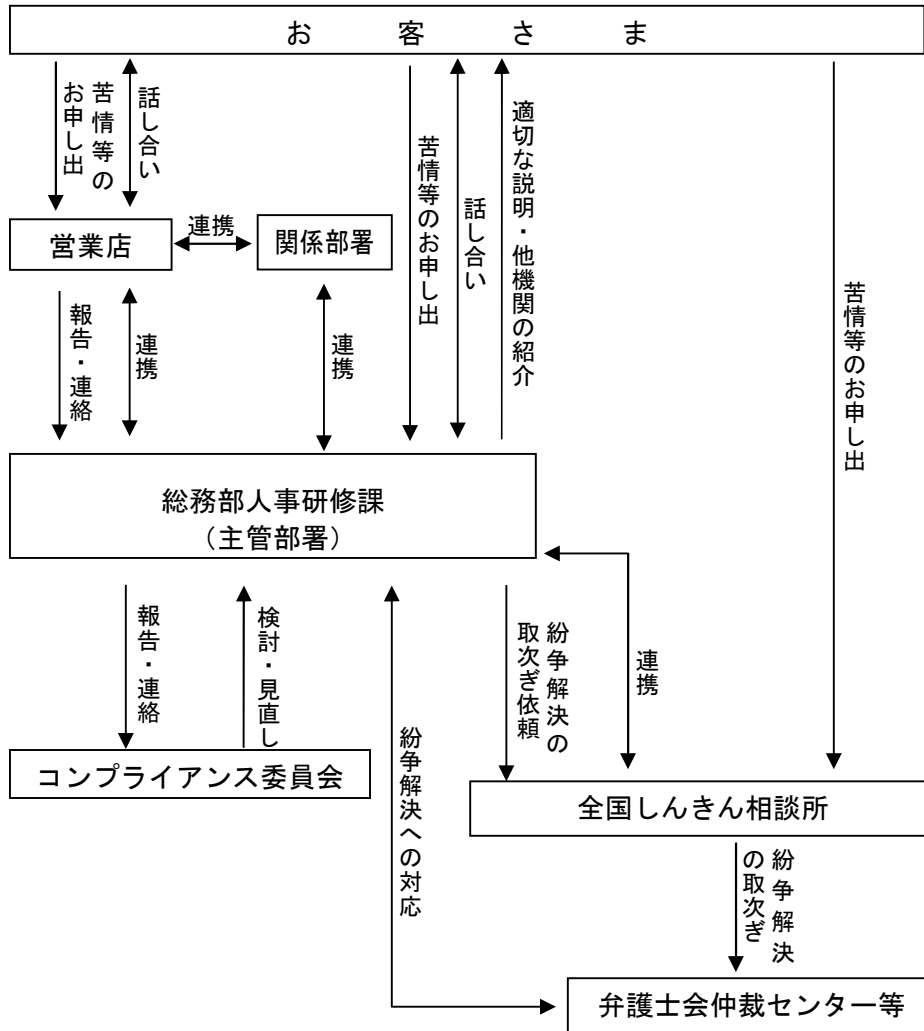 お客さま
苦情等の
お申し出
話し合い
苦情等のお申し出
話し合い
適切な説明・他機関の紹介
苦情等のお申し出
営業店
連携
関係部署
報告・連絡
連携
連携
総務部人事研修課
（主管部署）
報告・連絡
検討・見直し
紛争解決への対応
紛争解決の
取次ぎ依頼
連携
コンプライアンス委員会
全国しんきん相談所
紛争解決
の取次ぎ
弁護士会仲裁センター等